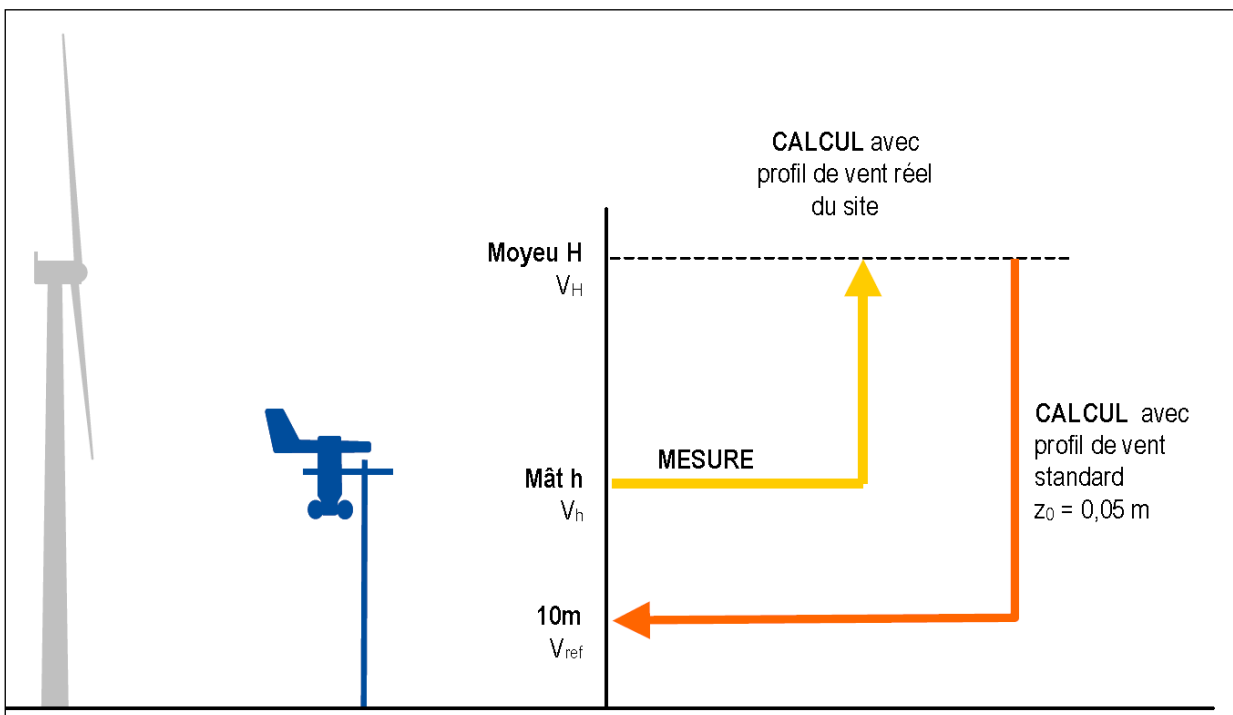 CALCUL avec
profil de vent réel
du site
Moyeu H
VH
CALCUL avec
profil de vent
standard
z0 = 0,05 m
MESURE
Mât h
Vh
10m
Vref